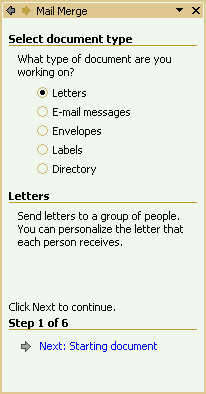 Mail Merge
Select document type
What type of document are you
working on?
Letters
E-mail messages
Envelopes
Labels
Directory
Letters
Send letters to a group of people.
You can personalize the letter that
each person receives.
Click Next to continue.
Step 1 of 6
Next: Starting document